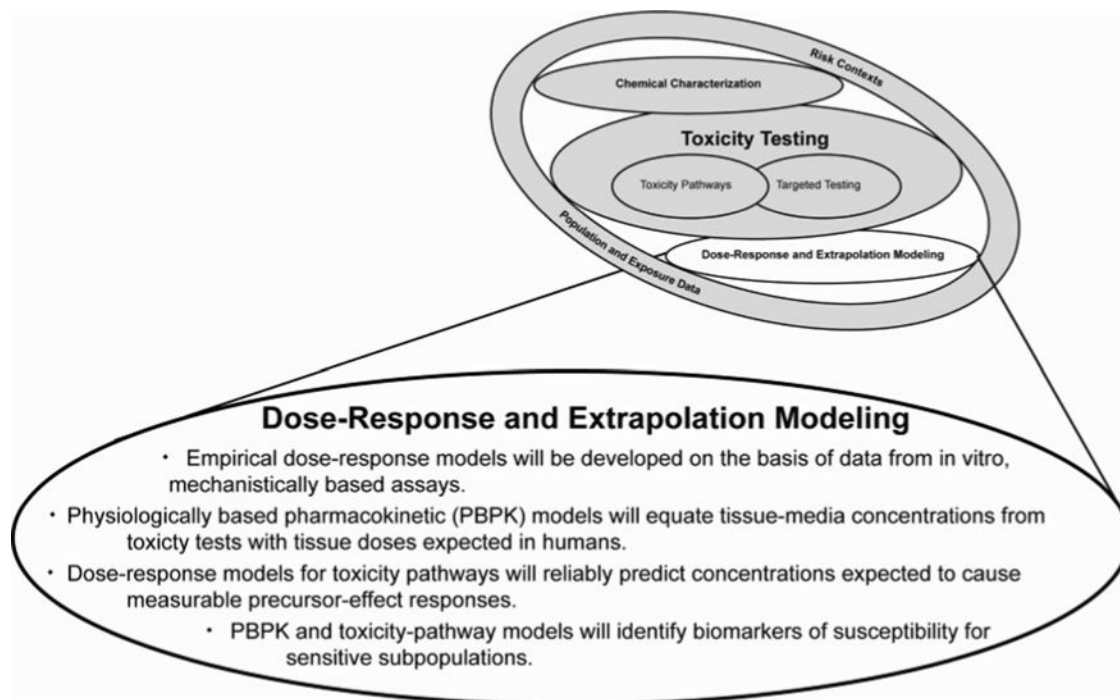 Risk Contexts
Chemical Characterization
Toxicity Testing
Toxicity Pathways
Targeted Testing
Population and Exposure Data
Dose-Response and Extrapolation Modeling
Dose-Response and Extrapolation Modeling
· Empirical dose-response models will be developed on the basis of data from in vitro,
mechanistically based assays.
· Physiologically based pharmacokinetic (PBPK) models will equate tissue-media concentrations from
toxicty tests with tissue doses expected in humans.
· Dose-response models for toxicity pathways will reliably predict concentrations expected to cause
measurable precursor-effect responses.
· PBPK and toxicity-pathway models will identify biomarkers of susceptibility for
sensitive subpopulations.